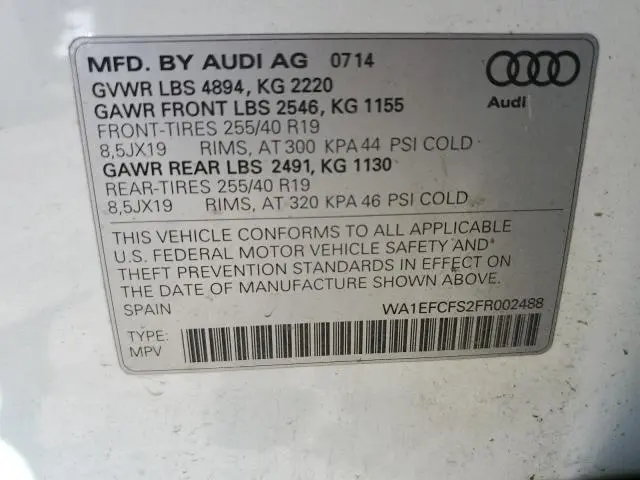 MFD. BY AUDI AG 0714
GVWR LBS 4894, KG 2220
GAWR FRONT LBS 2546, KG 1155
Audi
FRONT-TIRES 255/40 R19
8,5JX19 RIMS, AT 300 KPA 44 PSI COLD
GAWR REAR LBS 2491, KG 1130
REAR-TIRES 255/40 R19
8,5JX19 RIMS, AT 320 KPA 46 PSI COLD
THIS VEHICLE CONFORMS TO ALL APPLICABLE
U.S. FEDERAL MOTOR VEHICLE SAFETY AND
THEFT PREVENTION STANDARDS IN EFFECT ON
THE DATE OF MANUFACTURE SHOWN ABOVE.
SPAIN WA1EFCFS2FR002488
TYPE:
MPV